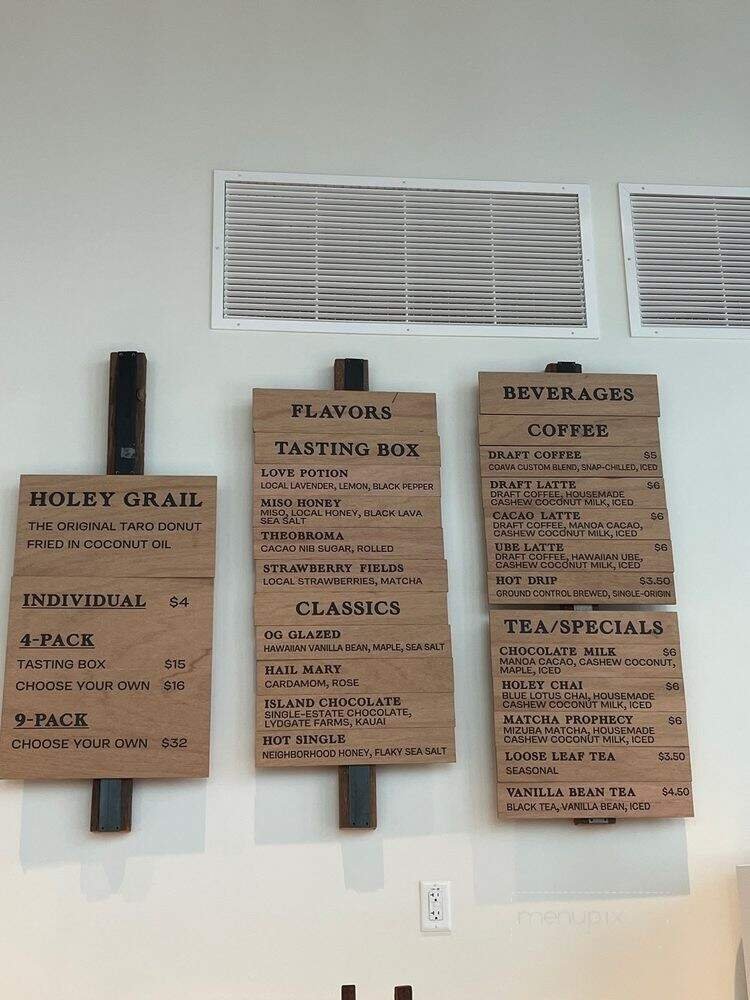 HOLEY GRAIL
THE ORIGINAL TARO DONUT
FRIED IN COCONUT OIL
INDIVIDUAL $4
4-PACK
TASTING BOX $15
CHOOSE YOUR OWN $16
9-PACK
CHOOSE YOUR OWN $32
FLAVORS
TASTING BOX
LOVE POTION
LOCAL LAVENDER, LEMON, BLACK PEPPER
MISO HONEY
MISO, LOCAL HONEY, BLACK LAVA
SEA SALT
THEOBROMA
CACAO NIB SUGAR, ROLLED
STRAWBERRY FIELDS
LOCAL STRAWBERRIES, MATCHA
CLASSICS
OG GLAZED
HAWAIIAN VANILLA BEAN, MAPLE, SEA SALT
HAIL MARY
CARDAMOM, ROSE
ISLAND CHOCOLATE
SINGLE-ESTATE CHOCOLATE,
LYDGATE FARMS, KAUAI
HOT SINGLE
NEIGHBORHOOD HONEY, FLAKY SEA SALT
BEVERAGES
COFFEE
DRAFT COFFEE $5
COAVA CUSTOM BLEND, SNAP-CHILLED, ICED
DRAFT LATTE $6
DRAFT COFFEE, HOUSEMADE
CASHEW COCONUT MILK, ICED
CACAO LATTE $6
DRAFT COFFEE, MANOA CACAO,
CASHEW COCONUT MILK, ICED
UBE LATTE $6
DRAFT COFFEE, HAWAIIAN UBE,
CASHEW COCONUT MILK, ICED
HOT DRIP $3.50
GROUND CONTROL BREWED, SINGLE-ORIGIN
TEA/SPECIALS
CHOCOLATE MILK $6
MANOA CACAO, CASHEW COCONUT,
MAPLE, ICED
HOLEY CHAI $6
BLUE LOTUS CHAI, HOUSEMADE
CASHEW COCONUT MILK, ICED
MATCHA PROPHECY $6
MIZUBA MATCHA, HOUSEMADE
CASHEW COCONUT MILK, ICED
LOOSE LEAF TEA $3.50
SEASONAL
VANILLA BEAN TEA $4.50
BLACK TEA, VANILLA BEAN, ICED
menupix